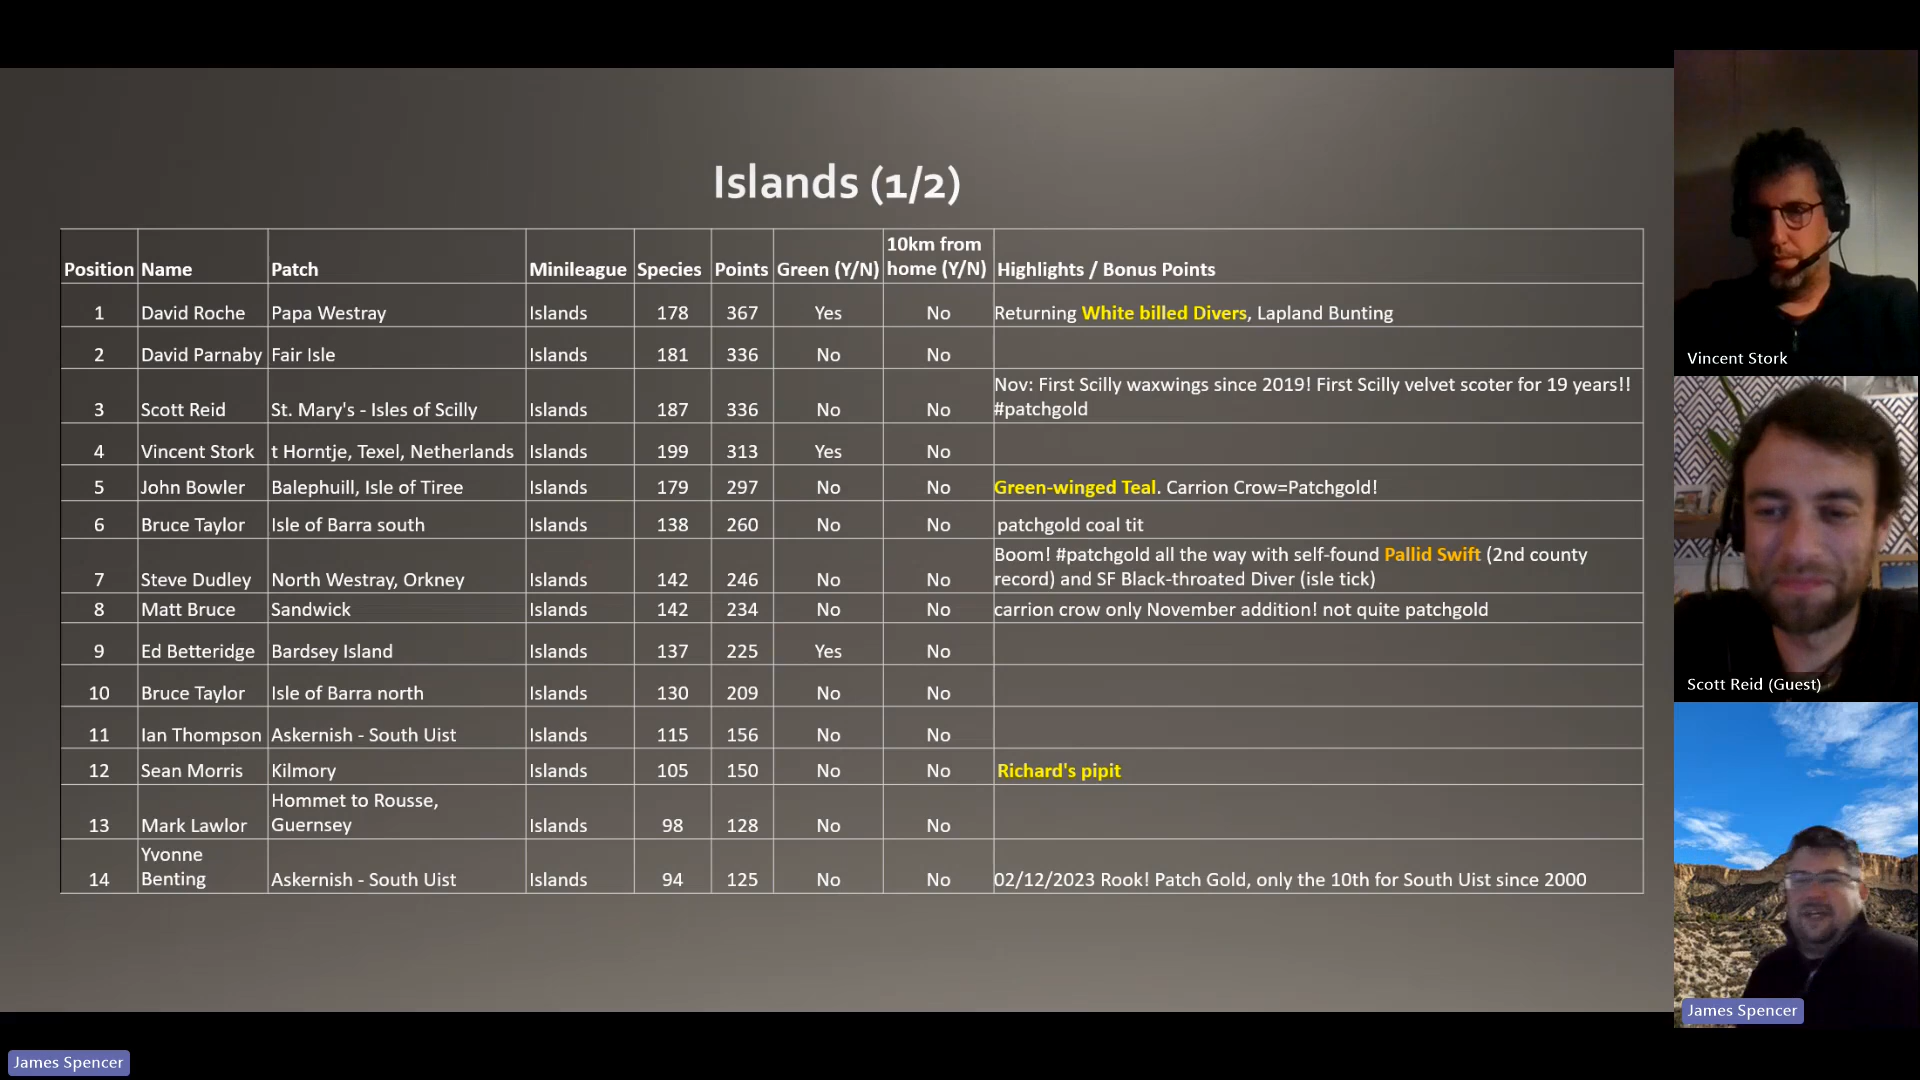 Islands (1/2)
Position Name Patch Minileague Species Points Green (Y/N) 10km from home (Y/N) Highlights / Bonus Points
1 David Roche Papa Westray Islands 178 367 Yes No Returning White billed Divers, Lapland Bunting
2 David Parnaby Fair Isle Islands 181 336 No No
3 Scott Reid St. Mary's - Isles of Scilly Islands 187 336 No No Nov: First Scilly waxwings since 2019! First Scilly velvet scoter for 19 years!! #patchgold
4 Vincent Stork t Horntje, Texel, Netherlands Islands 199 313 Yes No
5 John Bowler Balephuill, Isle of Tiree Islands 179 297 No No Green-winged Teal. Carrion Crow=Patchgold!
6 Bruce Taylor Isle of Barra south Islands 138 260 No No patchgold coal tit
7 Steve Dudley North Westray, Orkney Islands 142 246 No No Boom! #patchgold all the way with self-found Pallid Swift (2nd county record) and SF Black-throated Diver (isle tick)
8 Matt Bruce Sandwick Islands 142 234 No No carrion crow only November addition! not quite patchgold
9 Ed Betteridge Bardsey Island Islands 137 225 Yes No
10 Bruce Taylor Isle of Barra north Islands 130 209 No No
11 Ian Thompson Askernish - South Uist Islands 115 156 No No
12 Sean Morris Kilmory Islands 105 150 No No Richard's pipit
13 Mark Lawlor Hommet to Rousse, Guernsey Islands 98 128 No No
14 Yvonne Benting Askernish - South Uist Islands 94 125 No No 02/12/2023 Rook! Patch Gold, only the 10th for South Uist since 2000
Vincent Stork
Scott Reid (Guest)
James Spencer
James Spencer